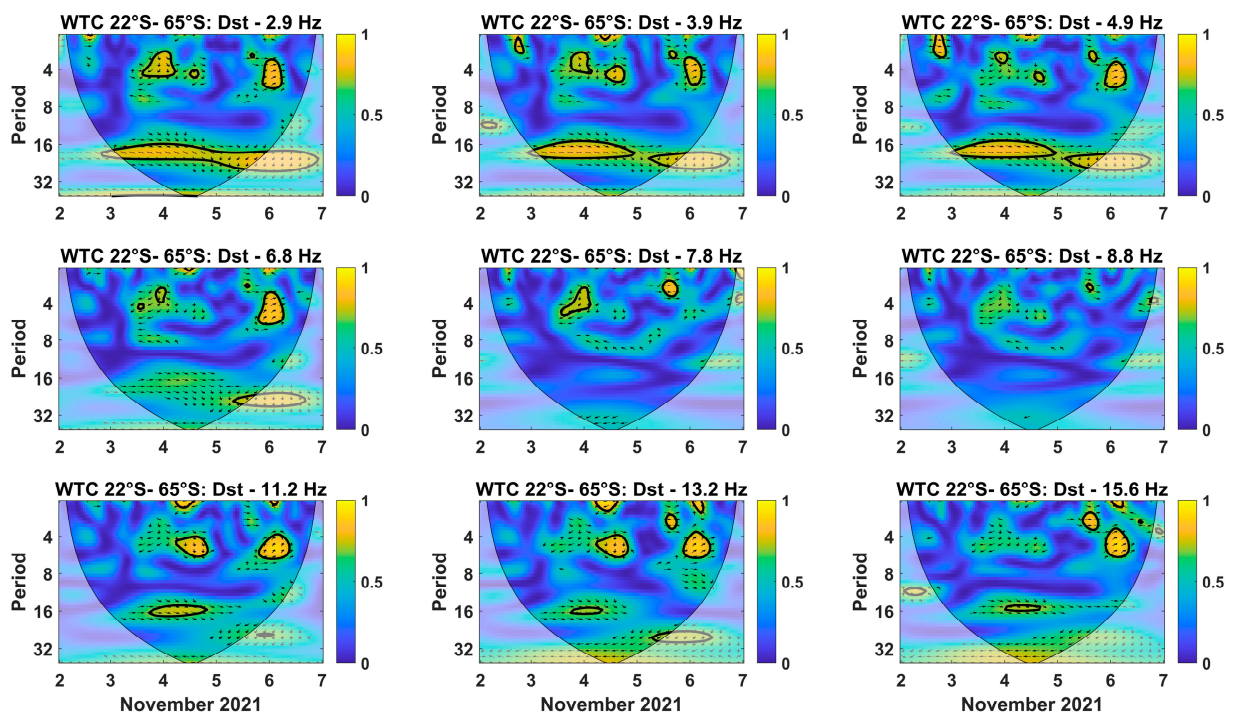 WTC 22°S- 65°S: Dst - 2.9 Hz
WTC 22°S- 65°S: Dst - 3.9 Hz
WTC 22°S- 65°S: Dst - 4.9 Hz
Period
4
8
16
32
2 3 4 5 6 7
1
0.5
0
Period
4
8
16
32
2 3 4 5 6 7
1
0.5
0
Period
4
8
16
32
2 3 4 5 6 7
1
0.5
0
WTC 22°S- 65°S: Dst - 6.8 Hz
WTC 22°S- 65°S: Dst - 7.8 Hz
WTC 22°S- 65°S: Dst - 8.8 Hz
Period
4
8
16
32
2 3 4 5 6 7
1
0.5
0
Period
4
8
16
32
2 3 4 5 6 7
1
0.5
0
Period
4
8
16
32
2 3 4 5 6 7
1
0.5
0
WTC 22°S- 65°S: Dst - 11.2 Hz
WTC 22°S- 65°S: Dst - 13.2 Hz
WTC 22°S- 65°S: Dst - 15.6 Hz
Period
4
8
16
32
2 3 4 5 6 7
November 2021
1
0.5
0
Period
4
8
16
32
2 3 4 5 6 7
November 2021
1
0.5
0
Period
4
8
16
32
2 3 4 5 6 7
November 2021
1
0.5
0